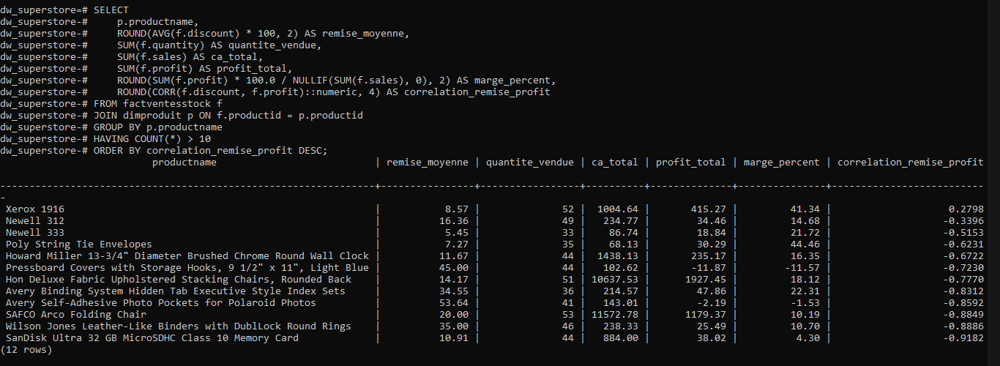 dw_superstore=# SELECT
dw_superstore-#     p.productname,
dw_superstore-#     ROUND(AVG(f.discount) * 100, 2) AS remise_moyenne,
dw_superstore-#     SUM(f.quantity) AS quantite_vendue,
dw_superstore-#     SUM(f.sales) AS ca_total,
dw_superstore-#     SUM(f.profit) AS profit_total,
dw_superstore-#     ROUND(SUM(f.profit) * 100.0 / NULLIF(SUM(f.sales), 0), 2) AS marge_percent,
dw_superstore-#     ROUND(CORR(f.discount, f.profit)::numeric, 4) AS correlation_remise_profit
dw_superstore-# FROM factventesstock f
dw_superstore-# JOIN dimproduit p ON f.productid = p.productid
dw_superstore-# GROUP BY p.productname
dw_superstore-# HAVING COUNT(*) > 10
dw_superstore-# ORDER BY correlation_remise_profit DESC;
                          productname                           | remise_moyenne | quantite_vendue | ca_total | profit_total | marge_percent | correlation_remise_profit
----------------------------------------------------------------+----------------+-----------------+----------+--------------+---------------+--------------------------
-
 Xerox 1916                                                     |           8.57 |              52 |  1004.64 |       415.27 |         41.34 |                    0.2798
 Newell 312                                                     |          16.36 |              49 |   234.77 |        34.46 |         14.68 |                   -0.3396
 Newell 333                                                     |           5.45 |              33 |    86.74 |        18.84 |         21.72 |                   -0.5153
 Poly String Tie Envelopes                                      |           7.27 |              35 |    68.13 |        30.29 |         44.46 |                   -0.6231
 Howard Miller 13-3/4" Diameter Brushed Chrome Round Wall Clock |          11.67 |              44 |  1438.13 |       235.17 |         16.35 |                   -0.6722
 Pressboard Covers with Storage Hooks, 9 1/2" x 11", Light Blue |          45.00 |              44 |   102.62 |       -11.87 |        -11.57 |                   -0.7230
 Hon Deluxe Fabric Upholstered Stacking Chairs, Rounded Back    |          14.17 |              51 | 10637.53 |      1927.45 |         18.12 |                   -0.7770
 Avery Binding System Hidden Tab Executive Style Index Sets     |          34.55 |              36 |   214.57 |        47.86 |         22.31 |                   -0.8312
 Avery Self-Adhesive Photo Pockets for Polaroid Photos          |          53.64 |              41 |   143.01 |        -2.19 |         -1.53 |                   -0.8592
 SAFCO Arco Folding Chair                                       |          20.00 |              53 | 11572.78 |      1179.37 |         10.19 |                   -0.8849
 Wilson Jones Leather-Like Binders with DublLock Round Rings    |          35.00 |              46 |   238.33 |        25.49 |         10.70 |                   -0.8886
 SanDisk Ultra 32 GB MicroSDHC Class 10 Memory Card             |          10.91 |              44 |   884.00 |        38.02 |          4.30 |                   -0.9182
(12 rows)